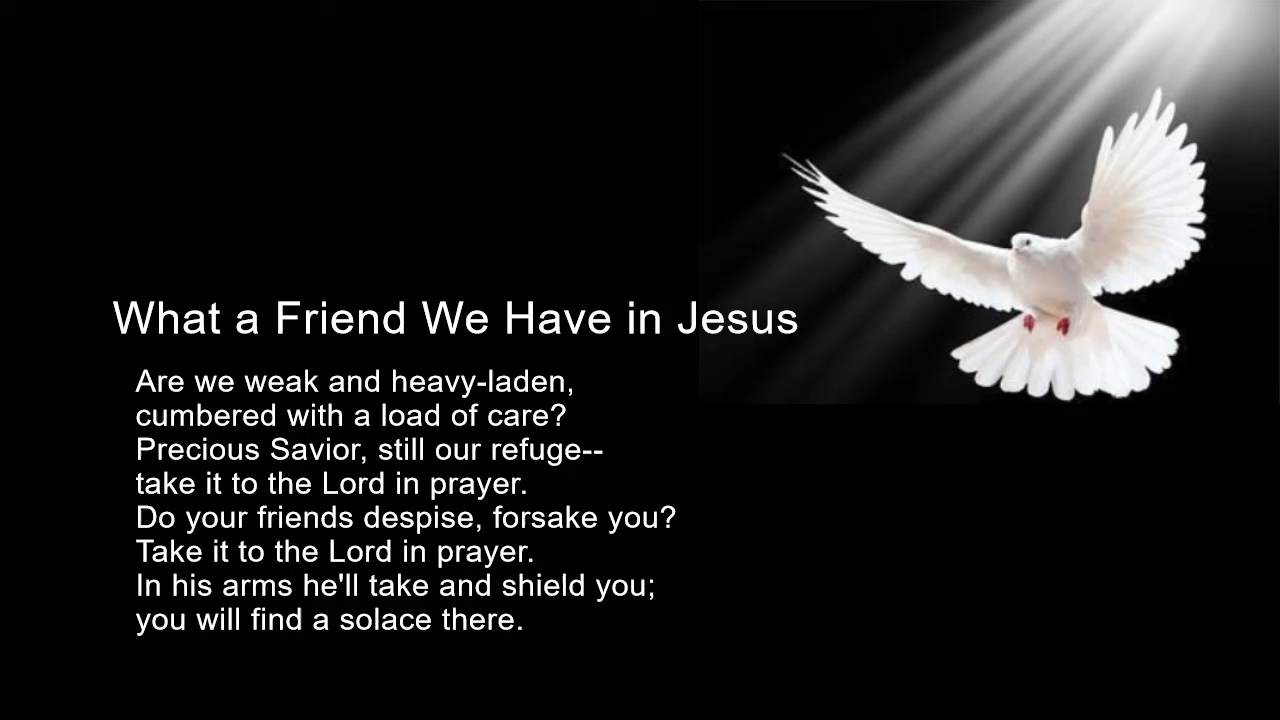 What a Friend We Have in Jesus
Are we weak and heavy-laden,
cumbered with a load of care?
Precious Savior, still our refuge--
take it to the Lord in prayer.
Do your friends despise, forsake you?
Take it to the Lord in prayer.
In his arms he'll take and shield you;
you will find a solace there.